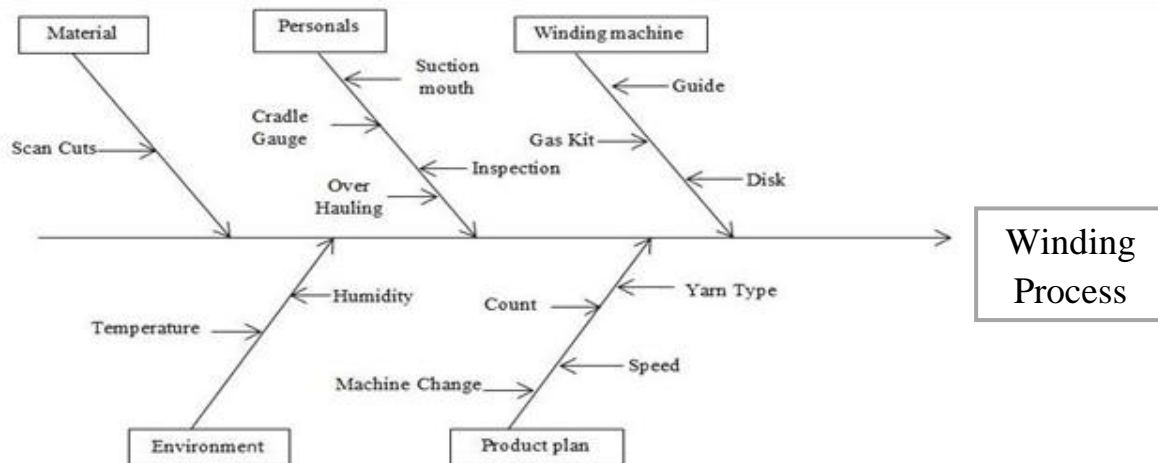 Material
Personals
Winding machine
Suction
mouth
Guide
Cradle
Gauge
Gas Kit
Scan Cuts
Inspection
Disk
Over
Hauling
Winding
Process
Humidity
Yarn Type
Count
Temperature
Speed
Machine Change
Environment
Product plan